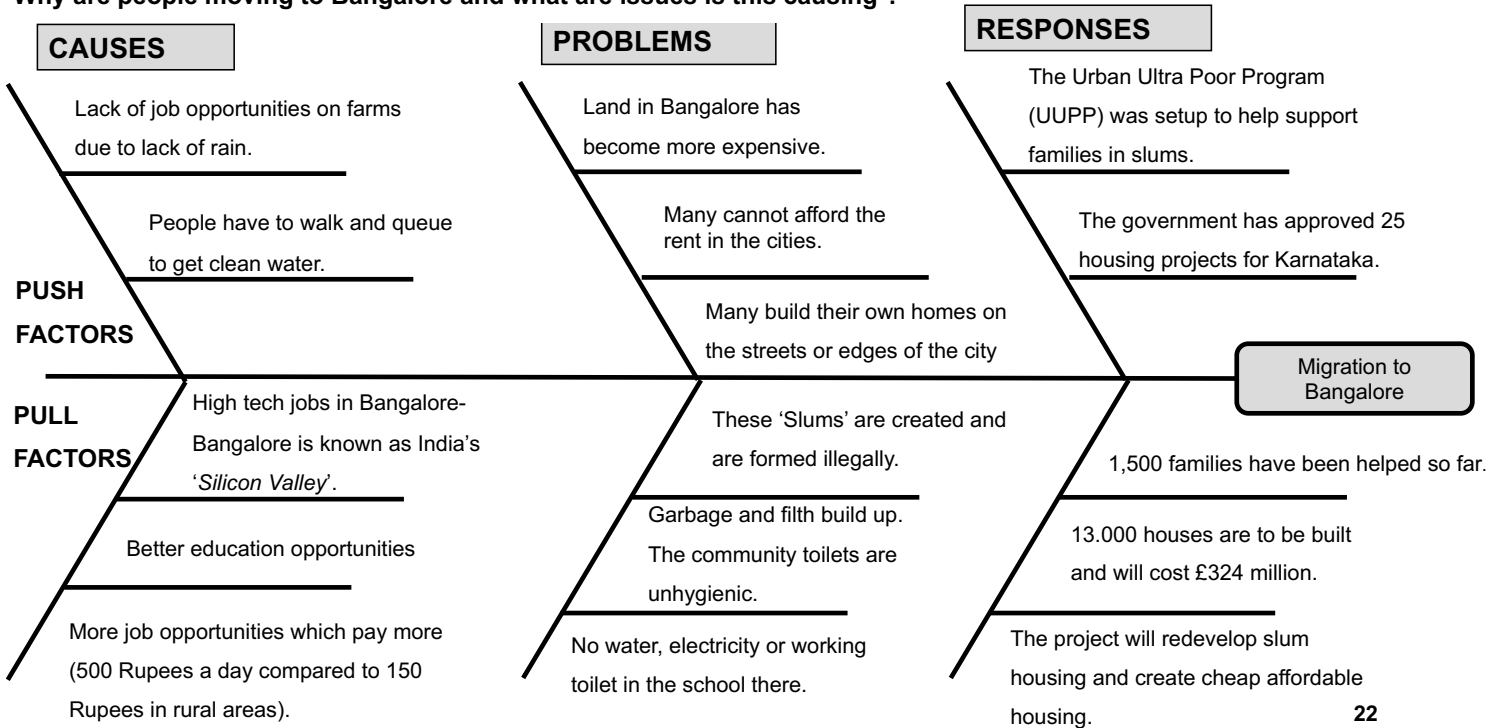 Why are people moving to Bangalore and what are issues is this causing ?
CAUSES
Lack of job opportunities on farms
due to lack of rain.
People have to walk and queue
to get clean water.
PUSH
FACTORS
PULL
FACTORS
High tech jobs in Bangalore-
Bangalore is known as India’s
‘Silicon Valley’.
Better education opportunities
More job opportunities which pay more
(500 Rupees a day compared to 150
Rupees in rural areas).
PROBLEMS
Land in Bangalore has
become more expensive.
Many cannot afford the
rent in the cities.
Many build their own homes on
the streets or edges of the city
These ‘Slums’ are created and
are formed illegally.
Garbage and filth build up.
The community toilets are
unhygienic.
No water, electricity or working
toilet in the school there.
RESPONSES
The Urban Ultra Poor Program
(UUPP) was setup to help support
families in slums.
The government has approved 25
housing projects for Karnataka.
Migration to
Bangalore
1,500 families have been helped so far.
13.000 houses are to be built
and will cost £324 million.
The project will redevelop slum
housing and create cheap affordable
housing.
22